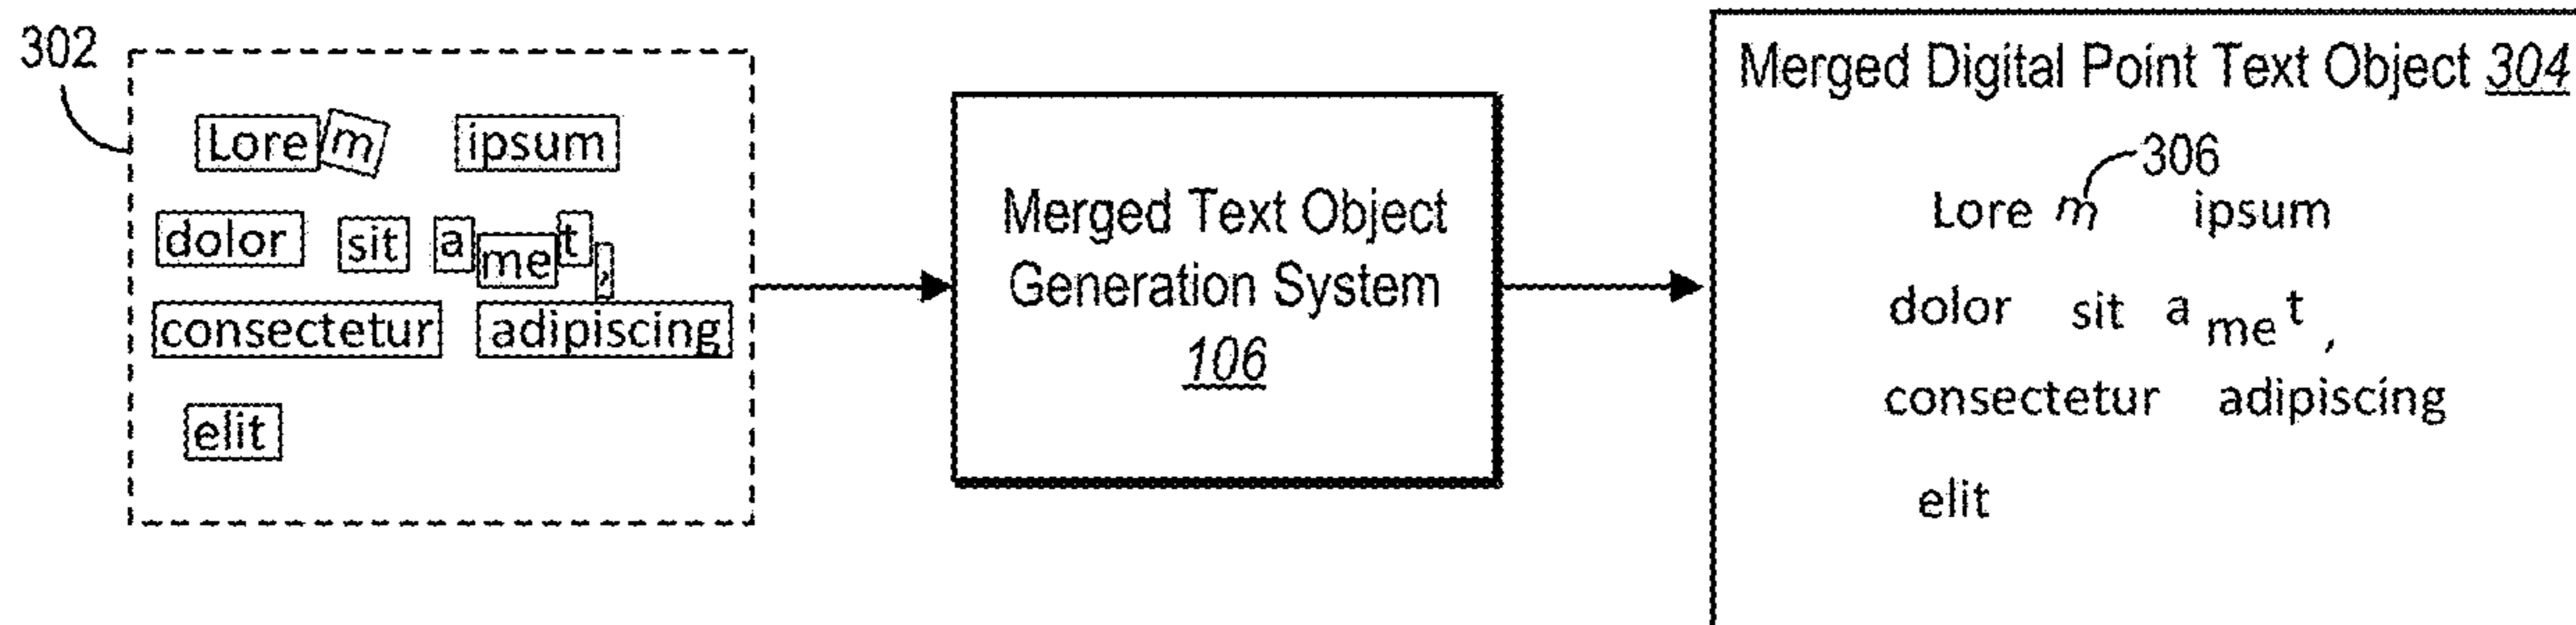 302
Lore m ipsum
dolor sit a me t ,
consectetur adipiscing
elit
Merged Text Object
Generation System
106
Merged Digital Point Text Object 304
306
Lore m ipsum
dolor sit a me t ,
consectetur adipiscing
elit